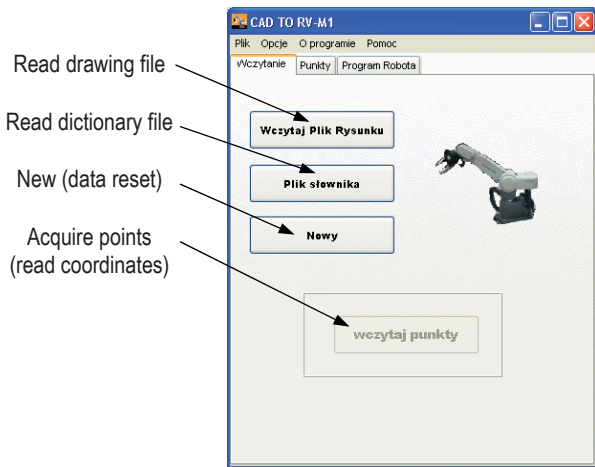 CAD TO RV-M1
Plik Opcje O programie Pomoc
Wczytanie Punkty Program Robota
Read drawing file
Wczytaj Plik Rysunku
Read dictionary file
Plik słownika
New (data reset)
Nowy
Acquire points
(read coordinates)
wczytaj punkty